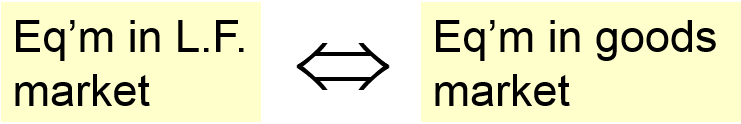 Eq’m in L.F.
market
Eq’m in goods
market